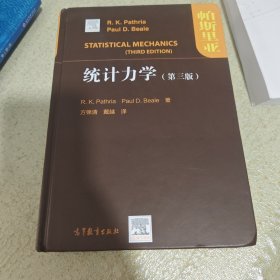 R. K. Pathria
Paul D. Beale
STATISTICAL MECHANICS
(THIRD EDITION)
帕斯里亚
统计力学(第三版)
R. K. Pathria Paul D. Beale 著
方锦清 戴越 译
高等教育出版社